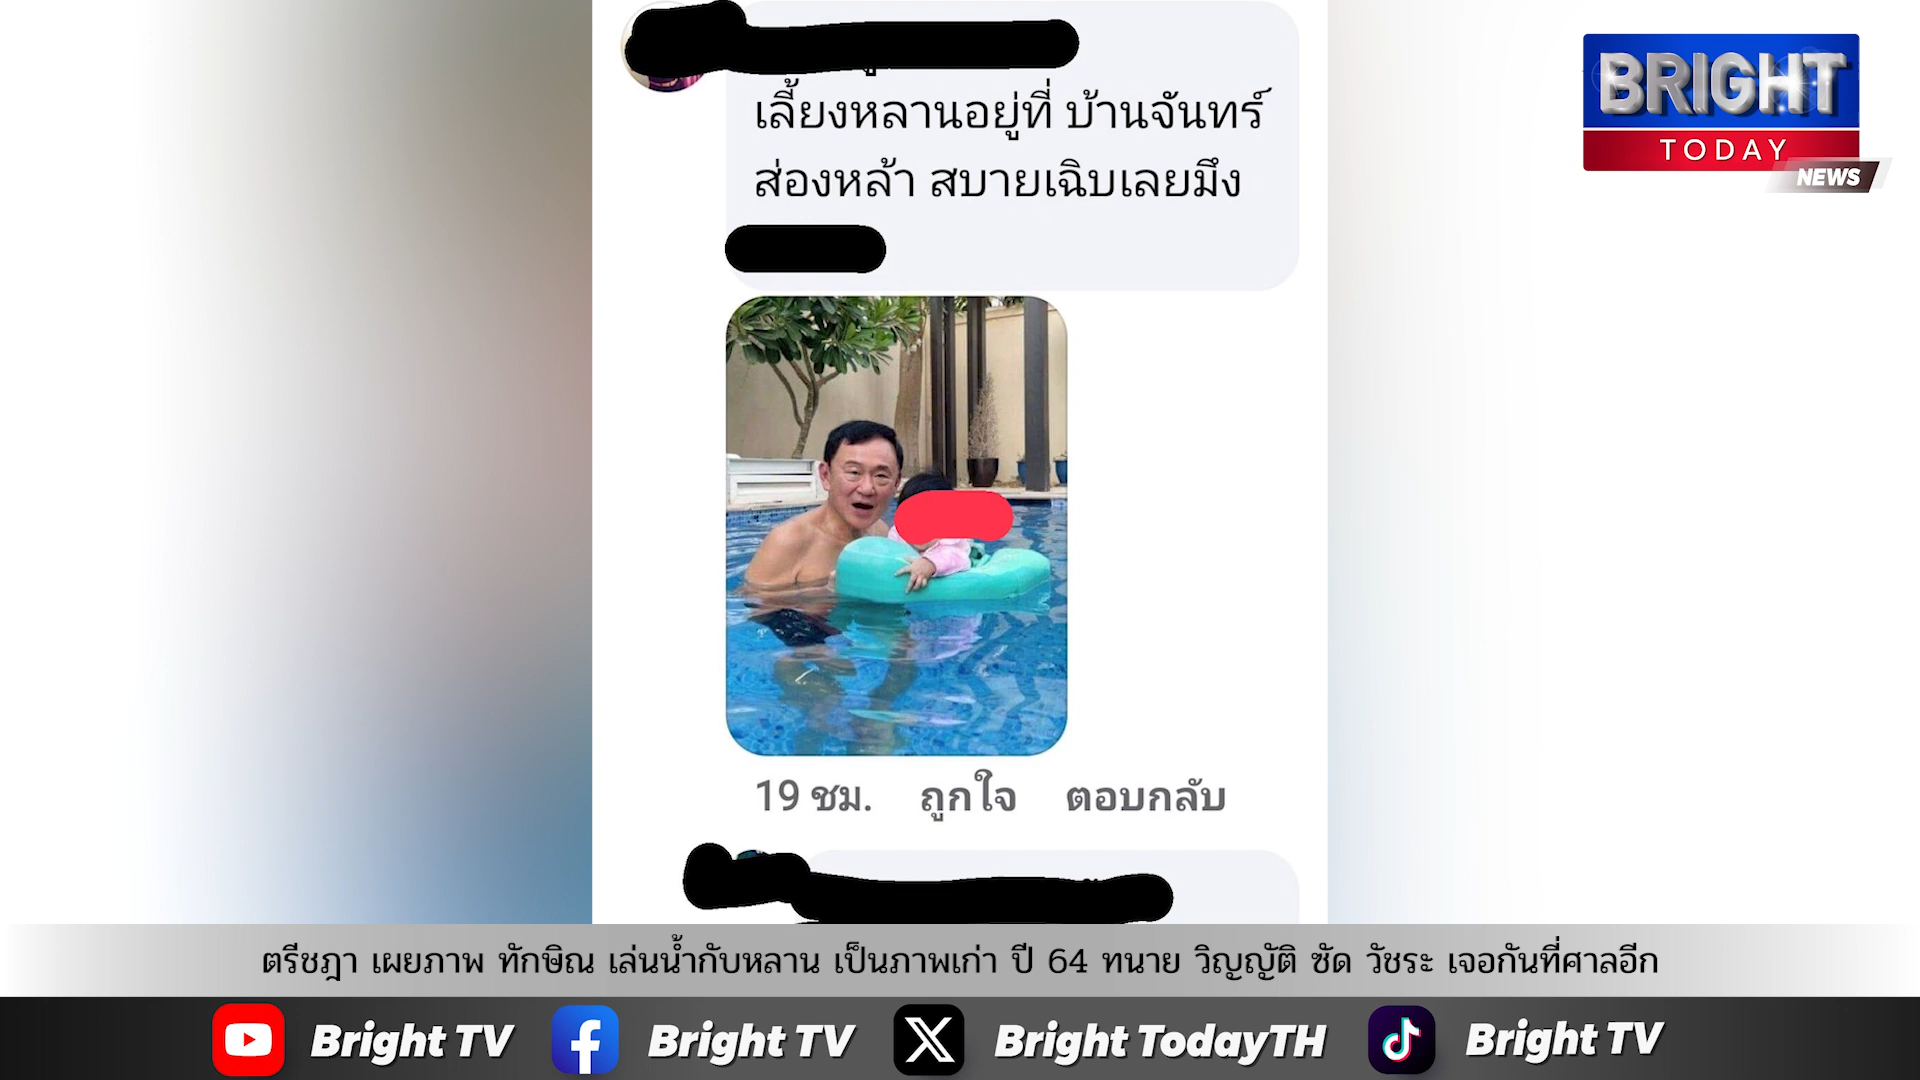 BRIGHT
TODAY
NEWS
เลี้ยงหลานอยู่ที่ บ้านจันทร์
ส่องหล้า สบายเฉิบเลยมึง
19 ชม. ถูกใจ ตอบกลับ
ตรีชฎา เผยภาพ ทักษิณ เล่นน้ำกับหลาน เป็นภาพเก่า ปี 64 ทนาย วิญญัติ ซัด วัชระ เจอกันที่ศาลอีก
Bright TV Bright TV Bright TodayTH Bright TV